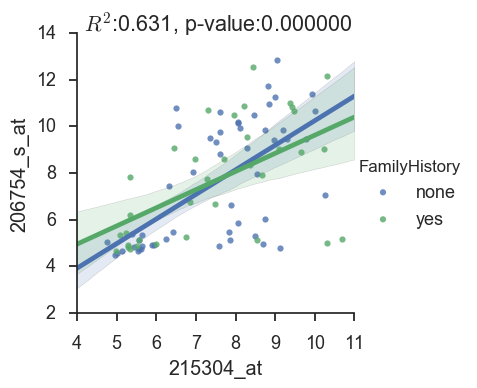 R²:0.631, p-value:0.000000
14
12
10
8
6
4
2
206754_s_at
4 5 6 7 8 9 10 11
215304_at
FamilyHistory
none
yes